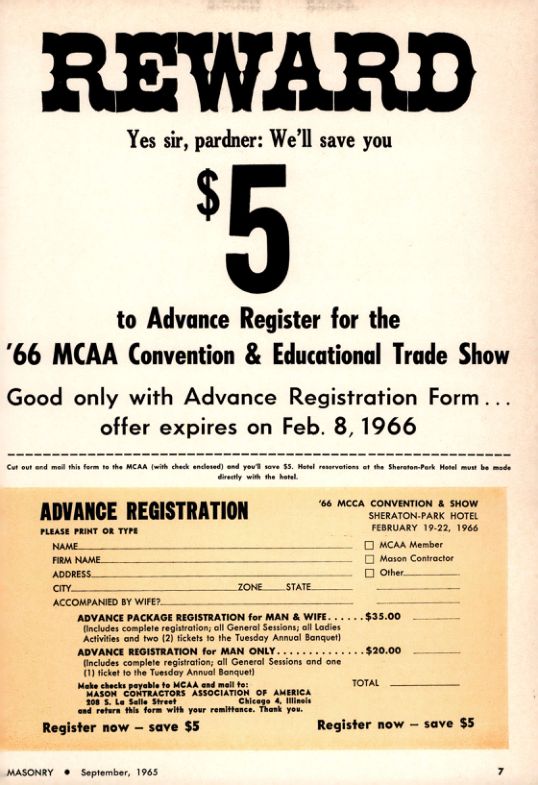 REWARD
Yes sir, pardner: We'll save you
$5
to Advance Register for the
'66 MCAA Convention & Educational Trade Show
Good only with Advance Registration Form...
offer expires on Feb. 8, 1966
Cut out and mail this form to the MCAA (with check enclosed) and you'll save $5. Hotel reservations at the Sheraton-Park Hotel must be made
directly with the hotel.
ADVANCE REGISTRATION
PLEASE PRINT OR TYPE
'66 MCCA CONVENTION & SHOW
SHERATON-PARK HOTEL
FEBRUARY 19-22, 1966
NAME
FIRM NAME
ADDRESS
CITY ZONE STATE
ACCOMPANIED BY WIFE?
MCAA Member
Mason Contractor
Other
ADVANCE PACKAGE REGISTRATION for MAN & WIFE......$35.00
(Includes complete registration; all General Sessions; all Ladies
Activities and two (2) tickets to the Tuesday Annual Banquet)
ADVANCE REGISTRATION for MAN ONLY..............$20.00
(Includes complete registration; all General Sessions and one
(1) ticket to the Tuesday Annual Banquet)
Make checks payable to MCAA and mail to:
MASON CONTRACTORS ASSOCIATION OF AMERICA
208 S. La Salle Street Chicago 4, Illinois
and return this form with your remittance. Thank you.
TOTAL
Register now — save $5
Register now — save $5
MASONRY • September, 1965
7